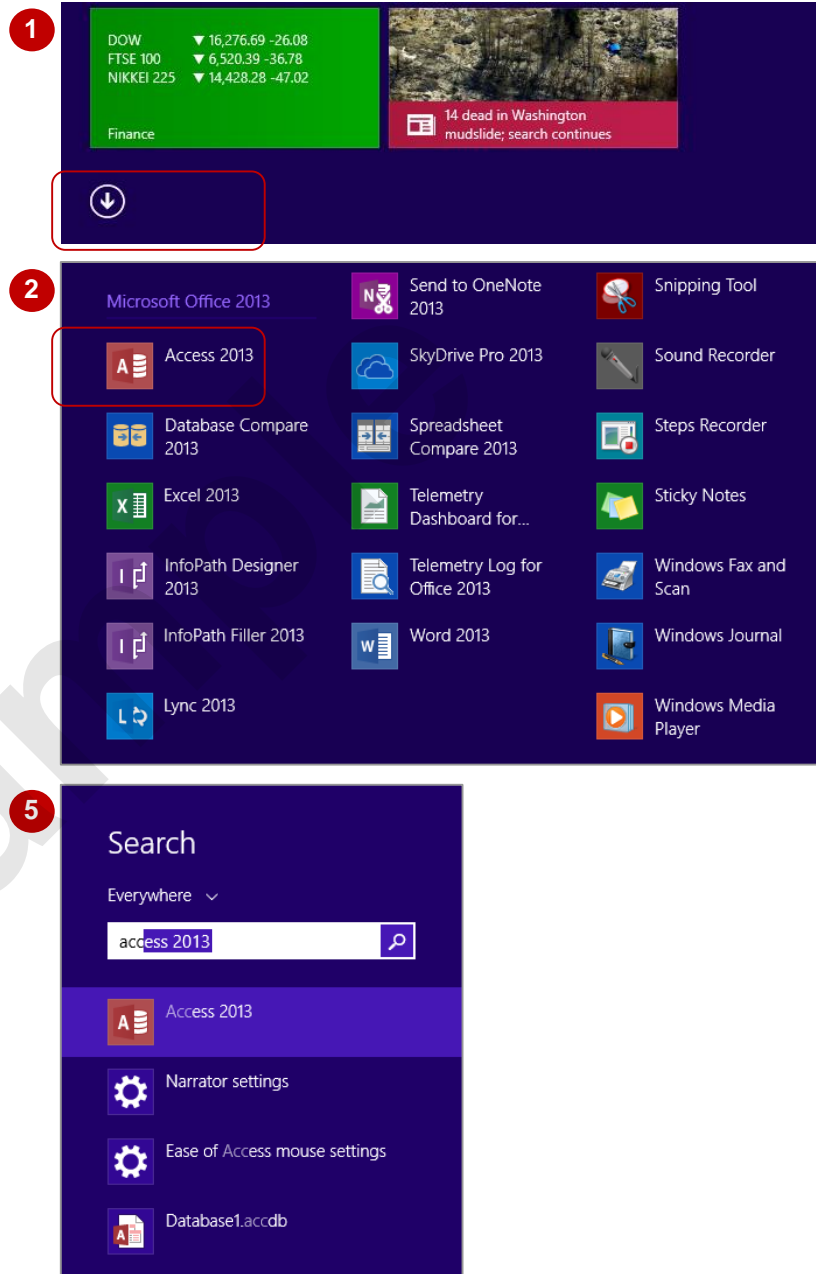 1
DOW ▼ 16,276.69 -26.08
FTSE 100 ▼ 6,520.39 -36.78
NIKKEI 225 ▼ 14,428.28 -47.02
Finance
14 dead in Washington
mudslide; search continues
2
Microsoft Office 2013
Access 2013
Database Compare
2013
Excel 2013
InfoPath Designer
2013
InfoPath Filler 2013
Lync 2013
Send to OneNote
2013
SkyDrive Pro 2013
Spreadsheet
Compare 2013
Telemetry
Dashboard for...
Telemetry Log for
Office 2013
Word 2013
Snipping Tool
Sound Recorder
Steps Recorder
Sticky Notes
Windows Fax and
Scan
Windows Journal
Windows Media
Player
5
Search
Everywhere
access 2013
Access 2013
Narrator settings
Ease of Access mouse settings
Database1.accdb